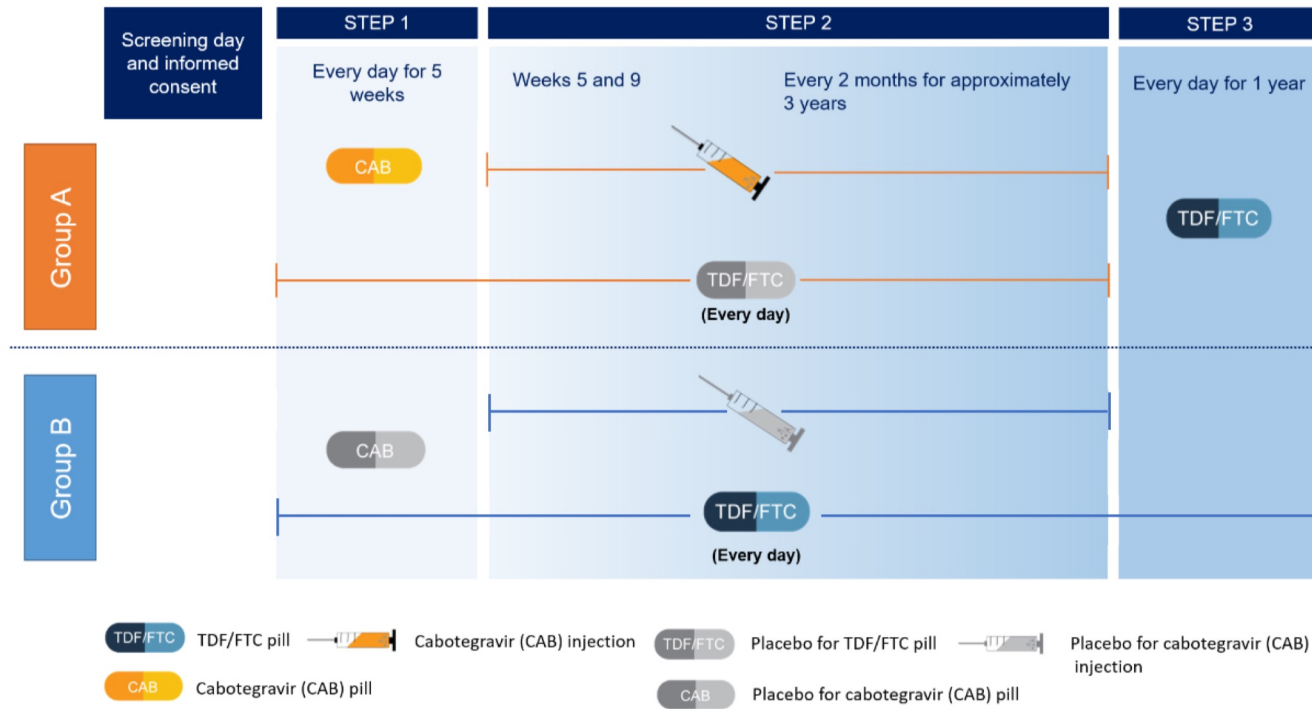 Screening day
and informed
consent
STEP 1
STEP 2
STEP 3
Every day for 5
weeks
Weeks 5 and 9
Every 2 months for approximately
3 years
Every day for 1 year
Group A
CAB
TDF/FTC
TDF/FTC
(Every day)
Group B
CAB
TDF/FTC
(Every day)
TDF/FTC
TDF/FTC pill
Cabotegravir (CAB) injection
TDF/FTC
Placebo for TDF/FTC pill
Placebo for cabotegravir (CAB)
injection
CAB
Cabotegravir (CAB) pill
CAB
Placebo for cabotegravir (CAB) pill